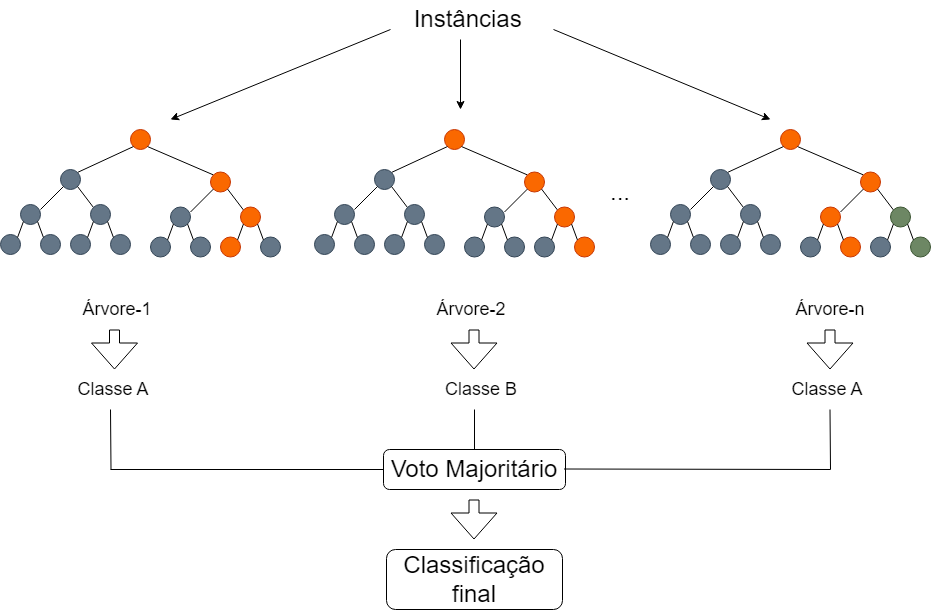 Instâncias
...
Árvore-1
Árvore-2
Árvore-n
Classe A
Classe B
Classe A
Voto Majoritário
Classificação
final